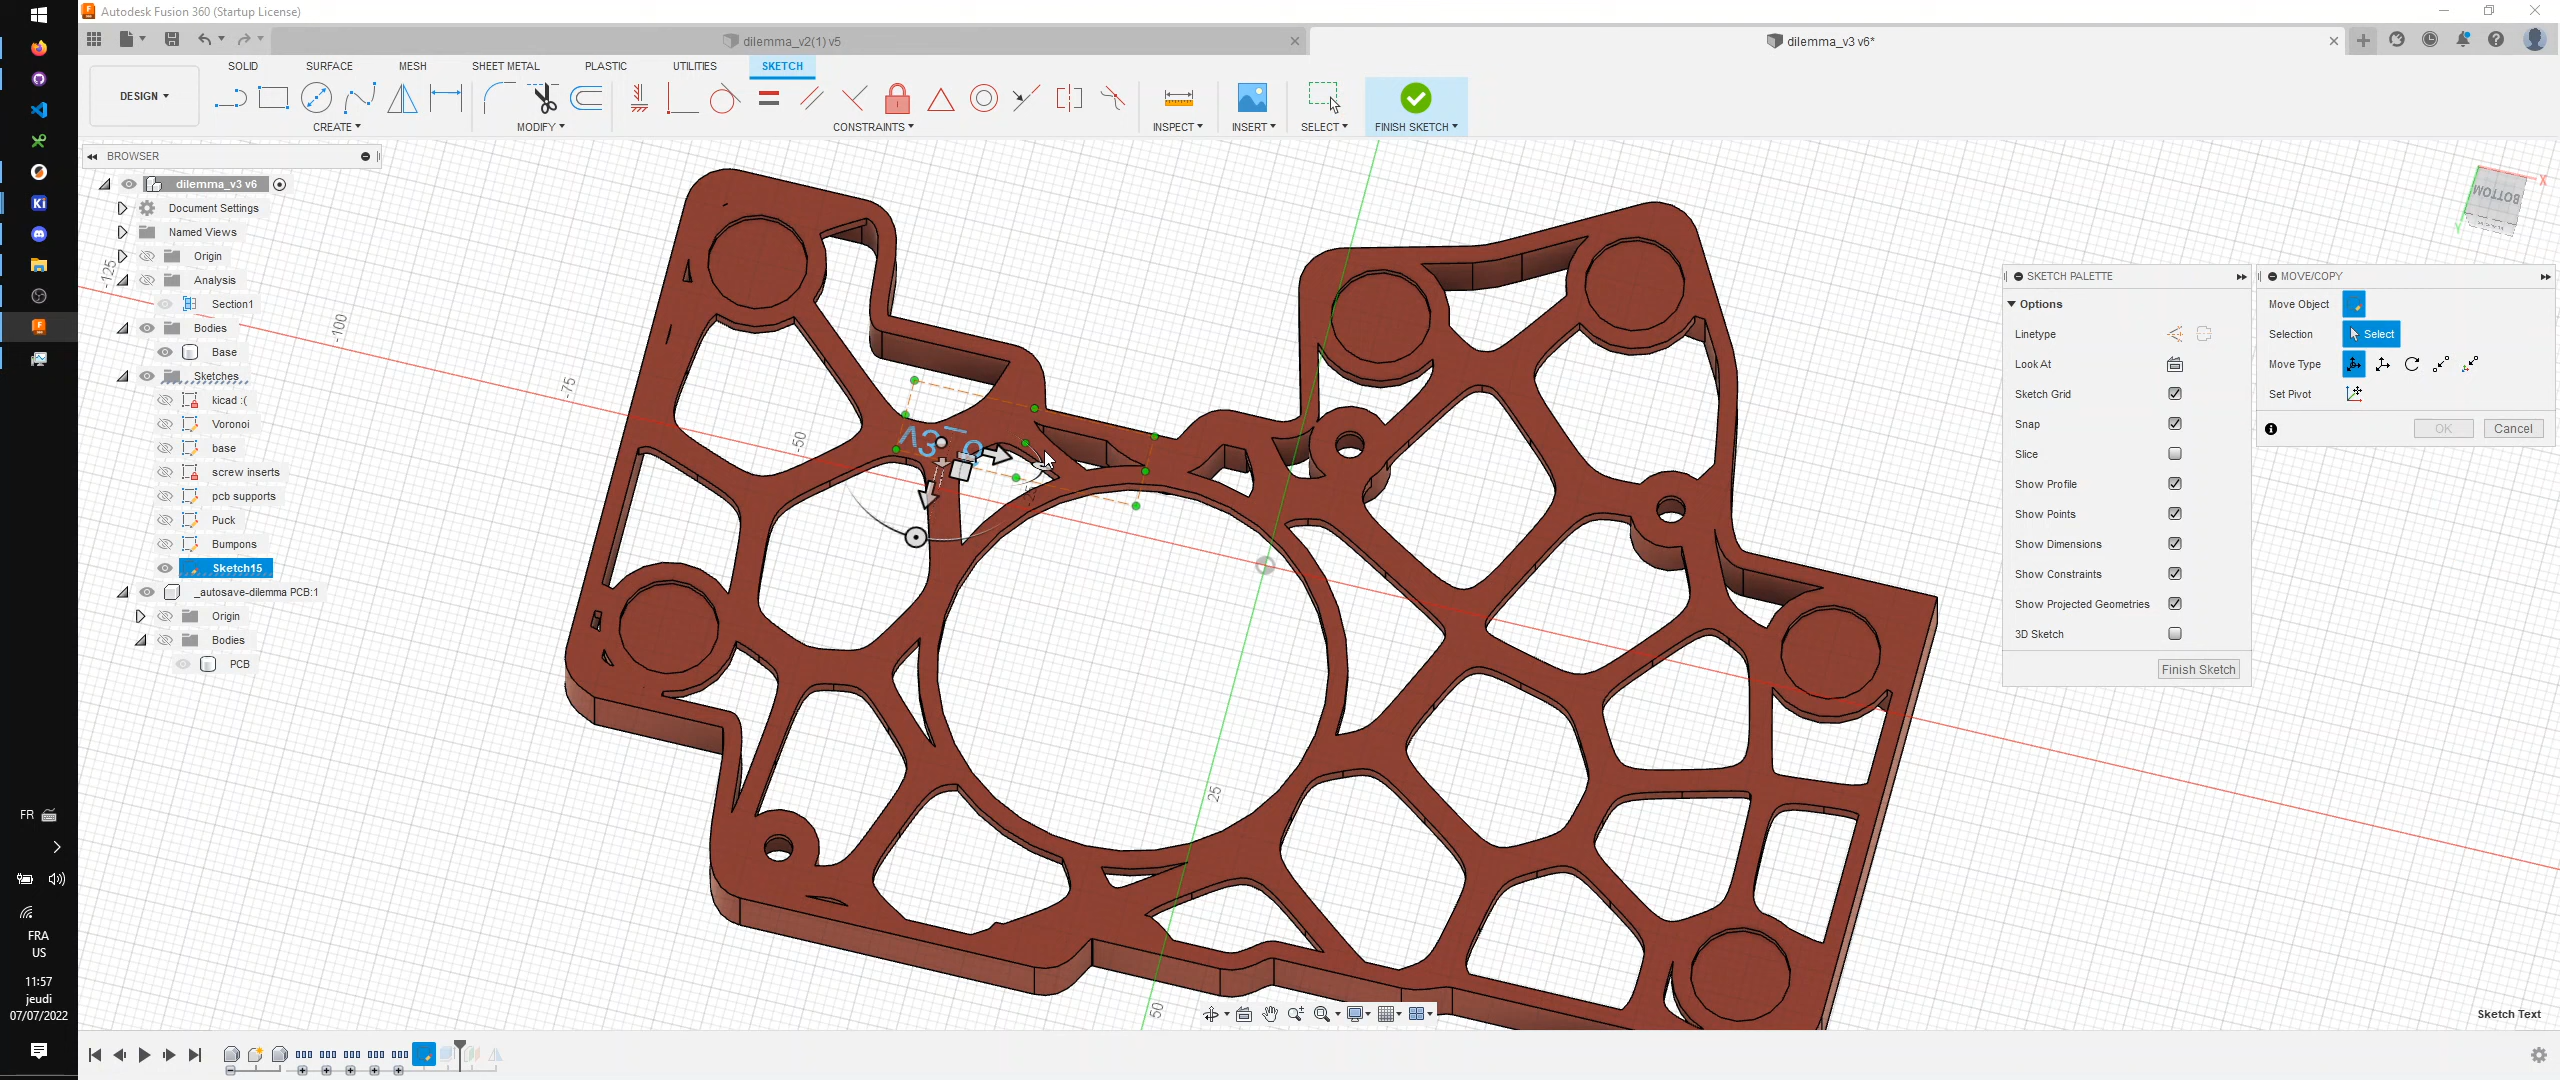 Autodesk Fusion 360 (Startup License)
dilemma_v2(1) v5
dilemma_v3 v6*
SOLID SURFACE MESH SHEET METAL PLASTIC UTILITIES SKETCH
DESIGN
CREATE MODIFY CONSTRAINTS INSPECT INSERT SELECT FINISH SKETCH
BROWSER
dilemma_v3 v6
Document Settings
Named Views
Origin
Analysis
Section1
Bodies
Base
Sketches
kicad :(
Voronoi
base
screw inserts
pcb supports
Puck
Bumpons
Sketch15
_autosave-dilemma PCB:1
Origin
Bodies
PCB
-125
-100
-75
-50
25
50
BOTTOM
X
Y
SKETCH PALETTE
Options
Linetype
Look At
Sketch Grid
Snap
Slice
Show Profile
Show Points
Show Dimensions
Show Constraints
Show Projected Geometries
3D Sketch
Finish Sketch
MOVE/COPY
Move Object
Selection Select
Move Type
Set Pivot
OK Cancel
Sketch Text
Ki
FR
FRA
US
11:57
jeudi
07/07/2022